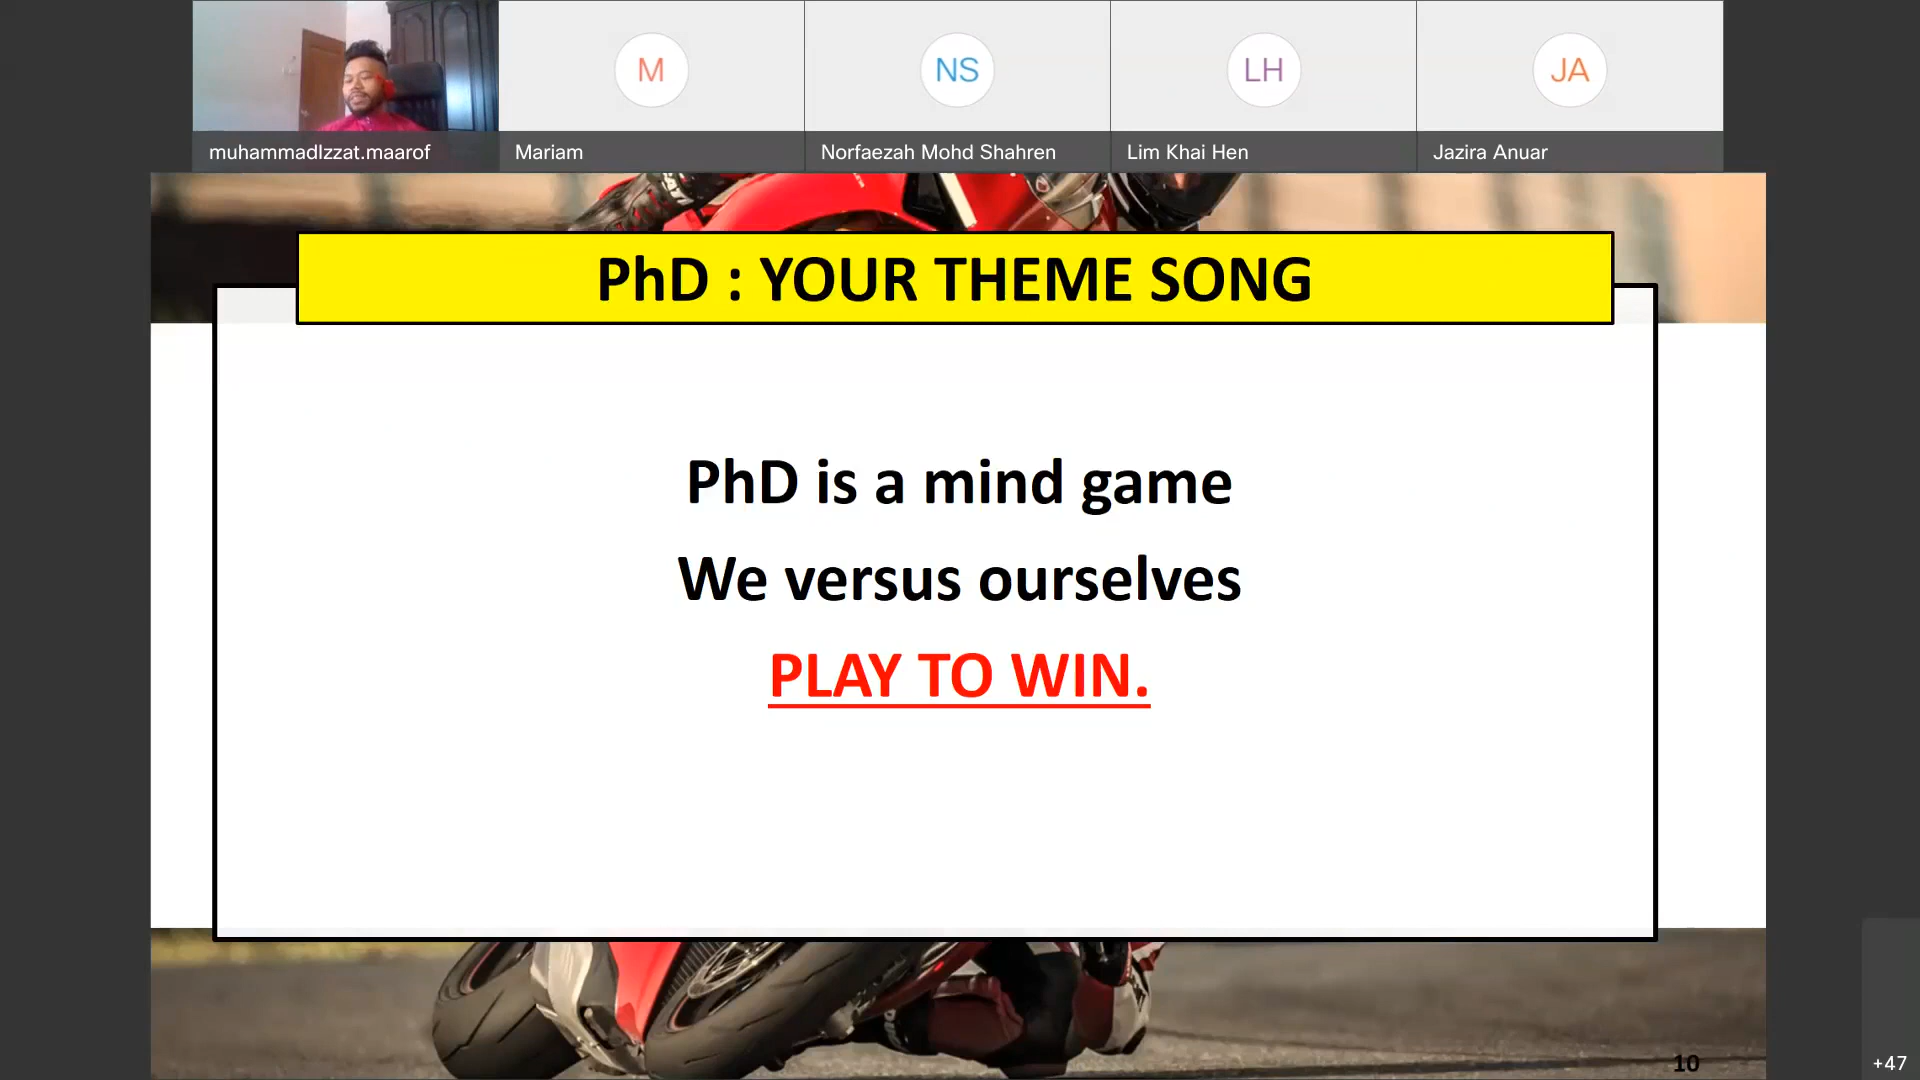 M
NS
LH
JA
muhammadIzzat.maarof
Mariam
Norfaezah Mohd Shahren
Lim Khai Hen
Jazira Anuar
PhD : YOUR THEME SONG
PhD is a mind game
We versus ourselves
PLAY TO WIN.
10
+47